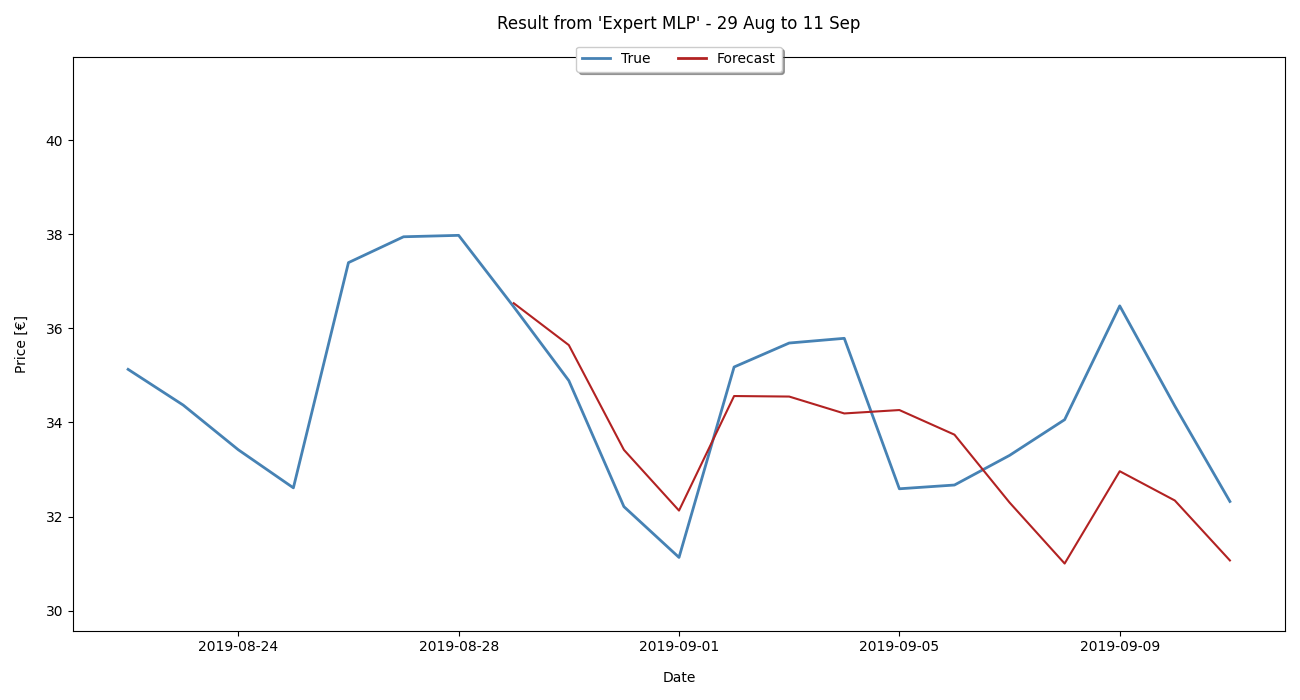 Result from 'Expert MLP' - 29 Aug to 11 Sep
True Forecast
40
38
36
34
32
30
Price [€]
2019-08-24 2019-08-28 2019-09-01 2019-09-05 2019-09-09
Date